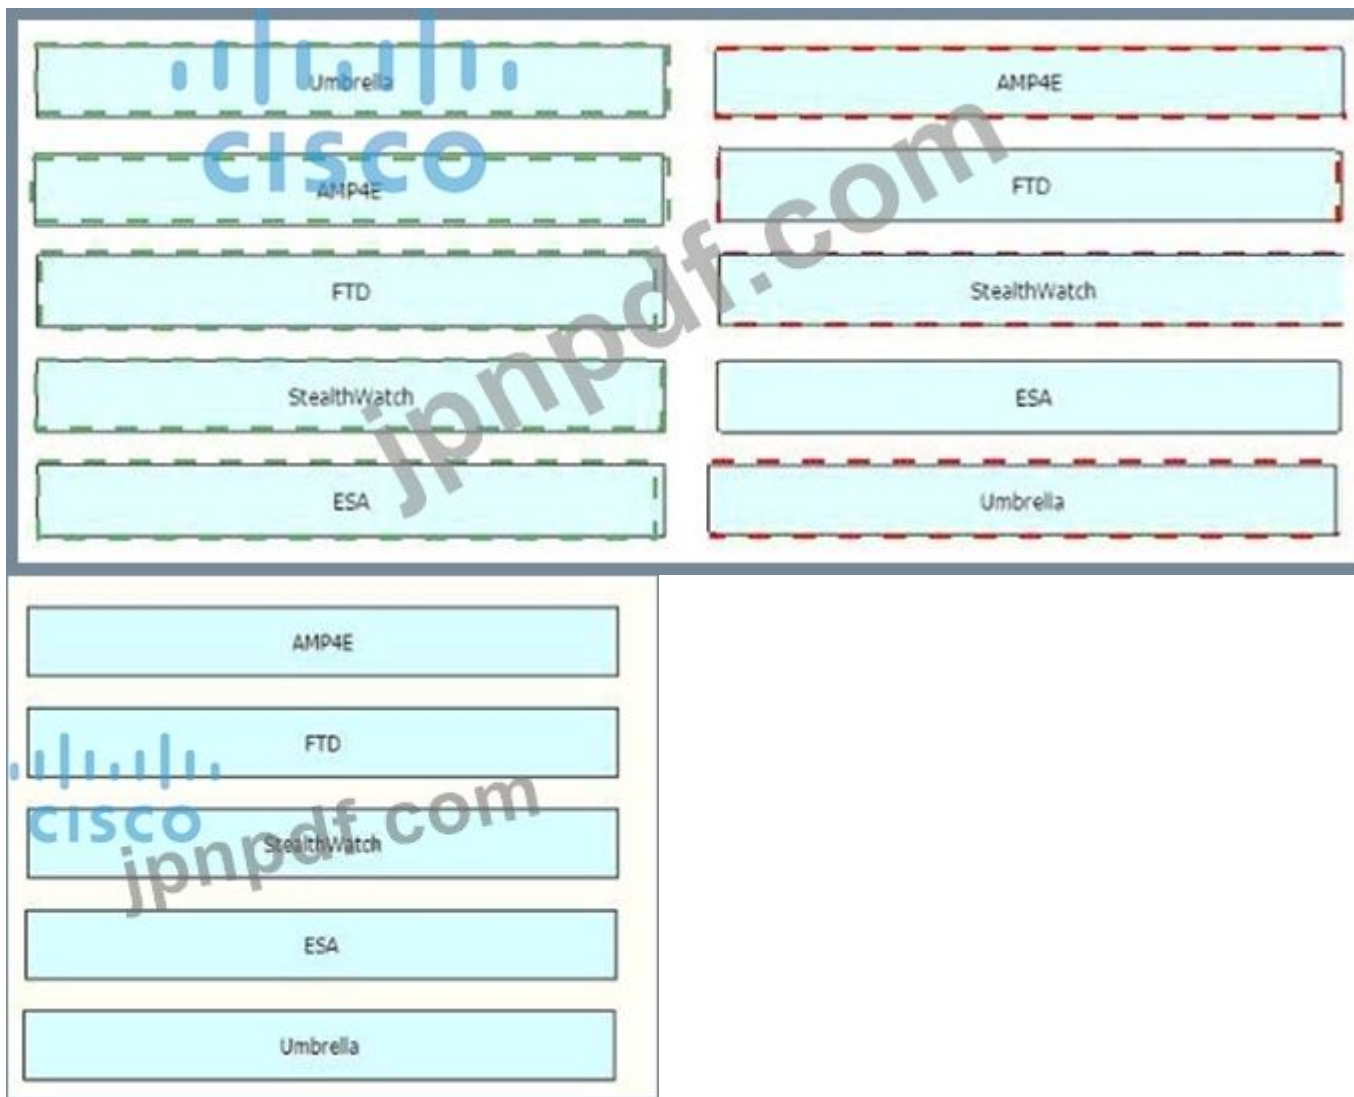 Umbrella
AMP4E
FTD
StealthWatch
ESA
CISCO
AMP4E
FTD
StealthWatch
ESA
Umbrella
jpnpdf.com
AMP4E
FTD
StealthWatch
ESA
Umbrella
CISCO
jpnpdf.com